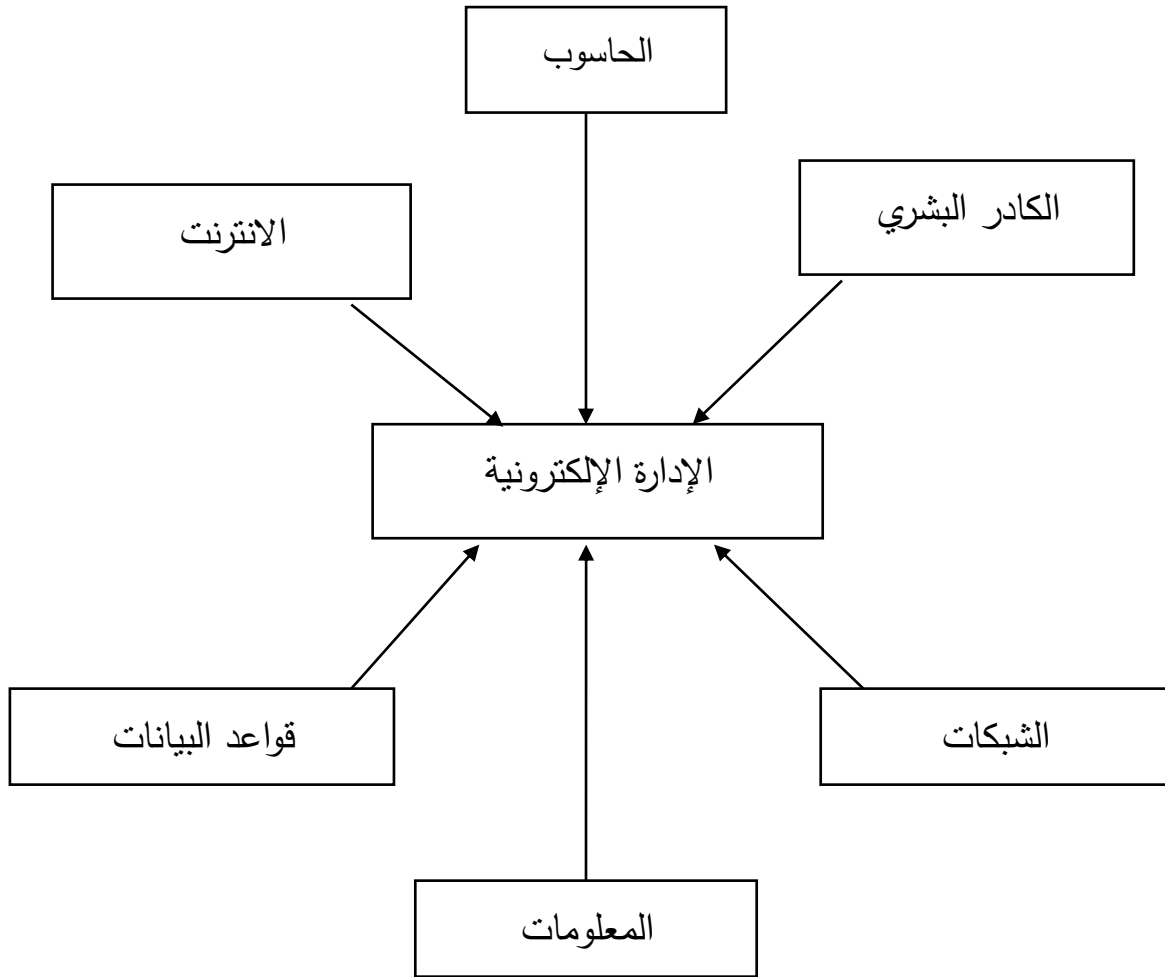 الحاسوب
الكادر البشري
الانترنت
الإدارة الإلكترونية
الشبكات
قواعد البيانات
المعلومات